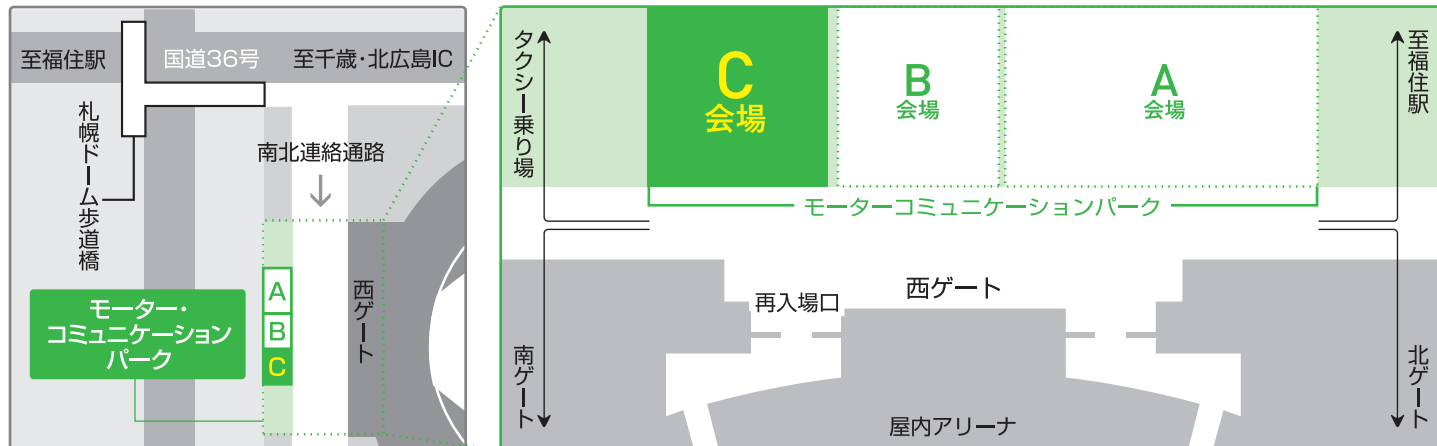 至福住駅
国道36号
至千歳・北広島IC
札幌ドーム歩道橋
南北連絡通路
A
B
C
西ゲート
モーター・
コミュニケーション
パーク
タクシー乗り場
C
会場
B
会場
A
会場
至福住駅
モーターコミュニケーションパーク
西ゲート
再入場口
南ゲート
北ゲート
屋内アリーナ